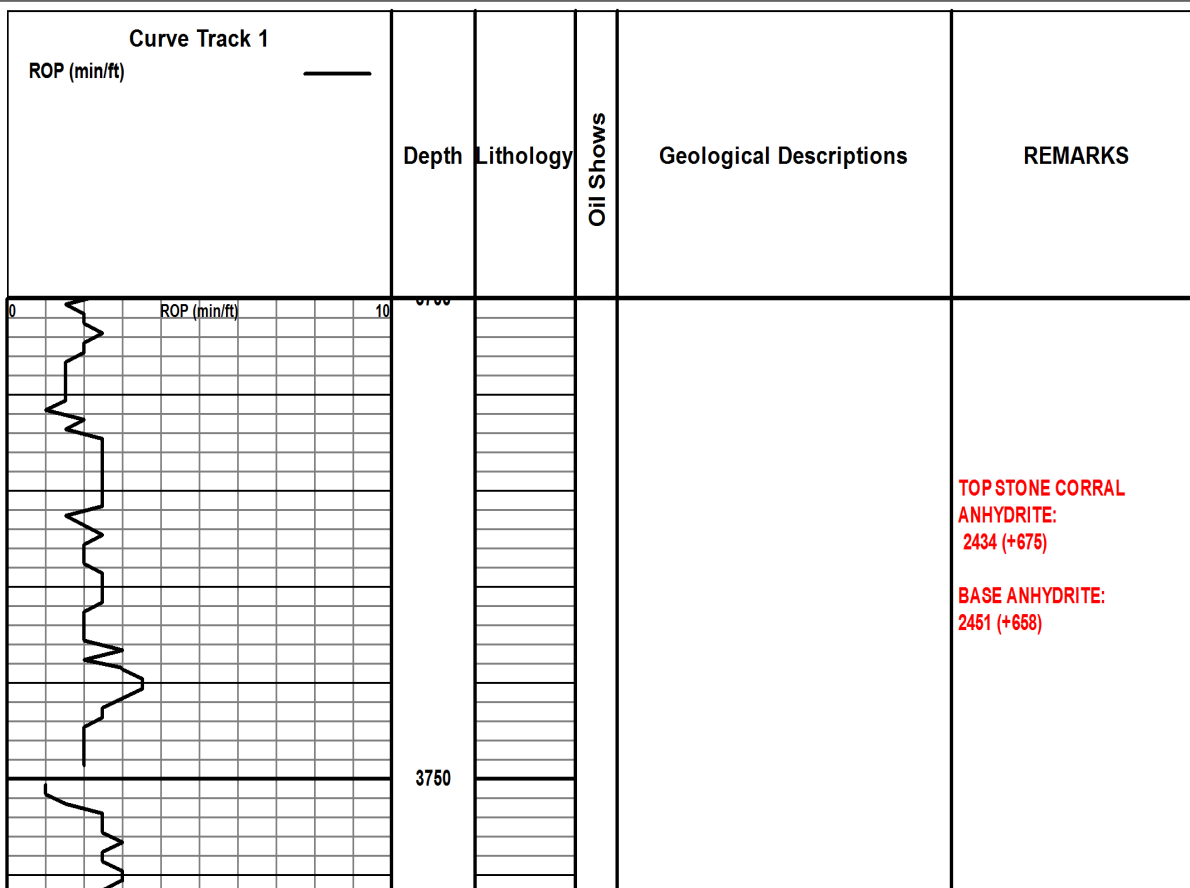 Curve Track 1
ROP (min/ft)
Depth
Lithology
Oil Shows
Geological Descriptions
REMARKS
0
ROP (min/ft)
10
TOP STONE CORRAL
ANHYDRITE:
2434 (+675)
BASE ANHYDRITE:
2451 (+658)
3750